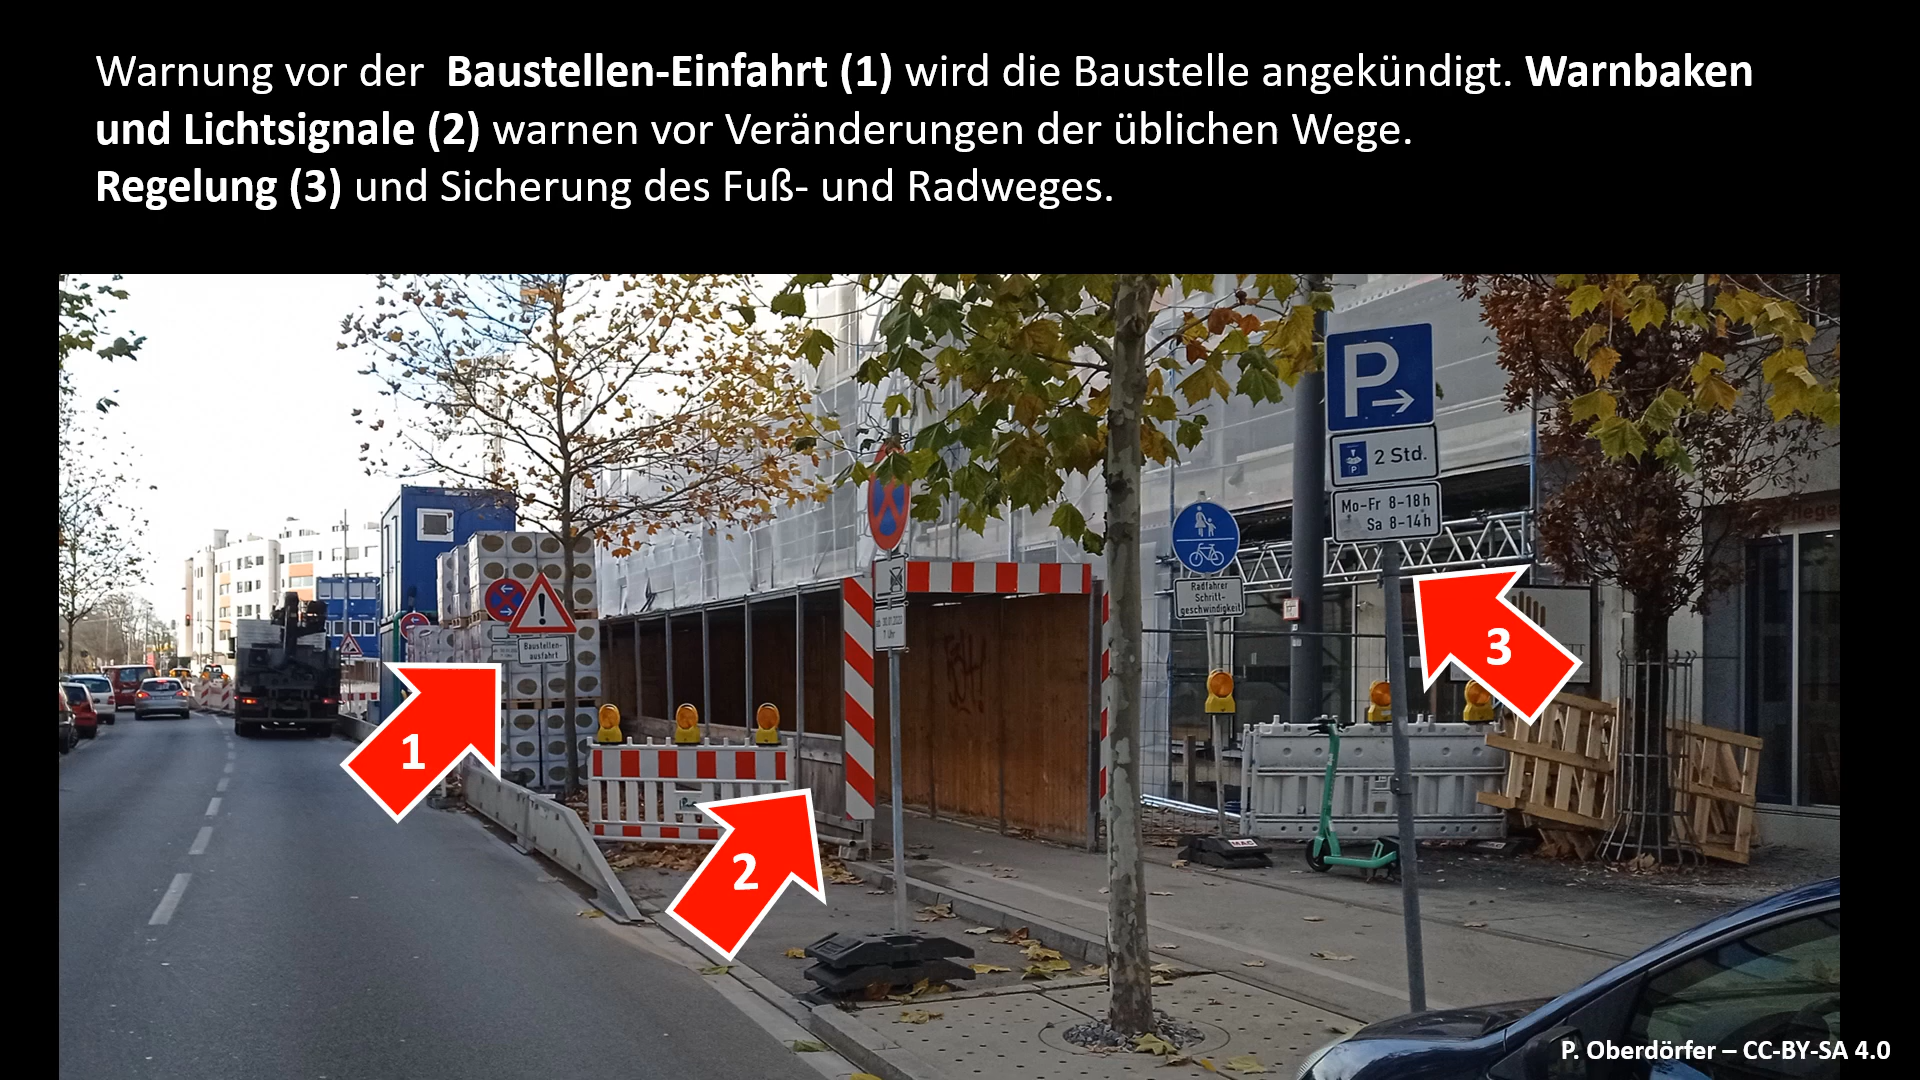 Warnung vor der Baustellen-Einfahrt (1) wird die Baustelle angekündigt. Warnbaken
und Lichtsignale (2) warnen vor Veränderungen der üblichen Wege.
Regelung (3) und Sicherung des Fuß- und Radweges.
P
2 Std.
Mo-Fr 8-18h
Sa 8-14h
Radfahrer
Schritt-
geschwindigkeit
Baustellen-
ausfahrt
1
2
3
MAC
P. Oberdörfer – CC-BY-SA 4.0